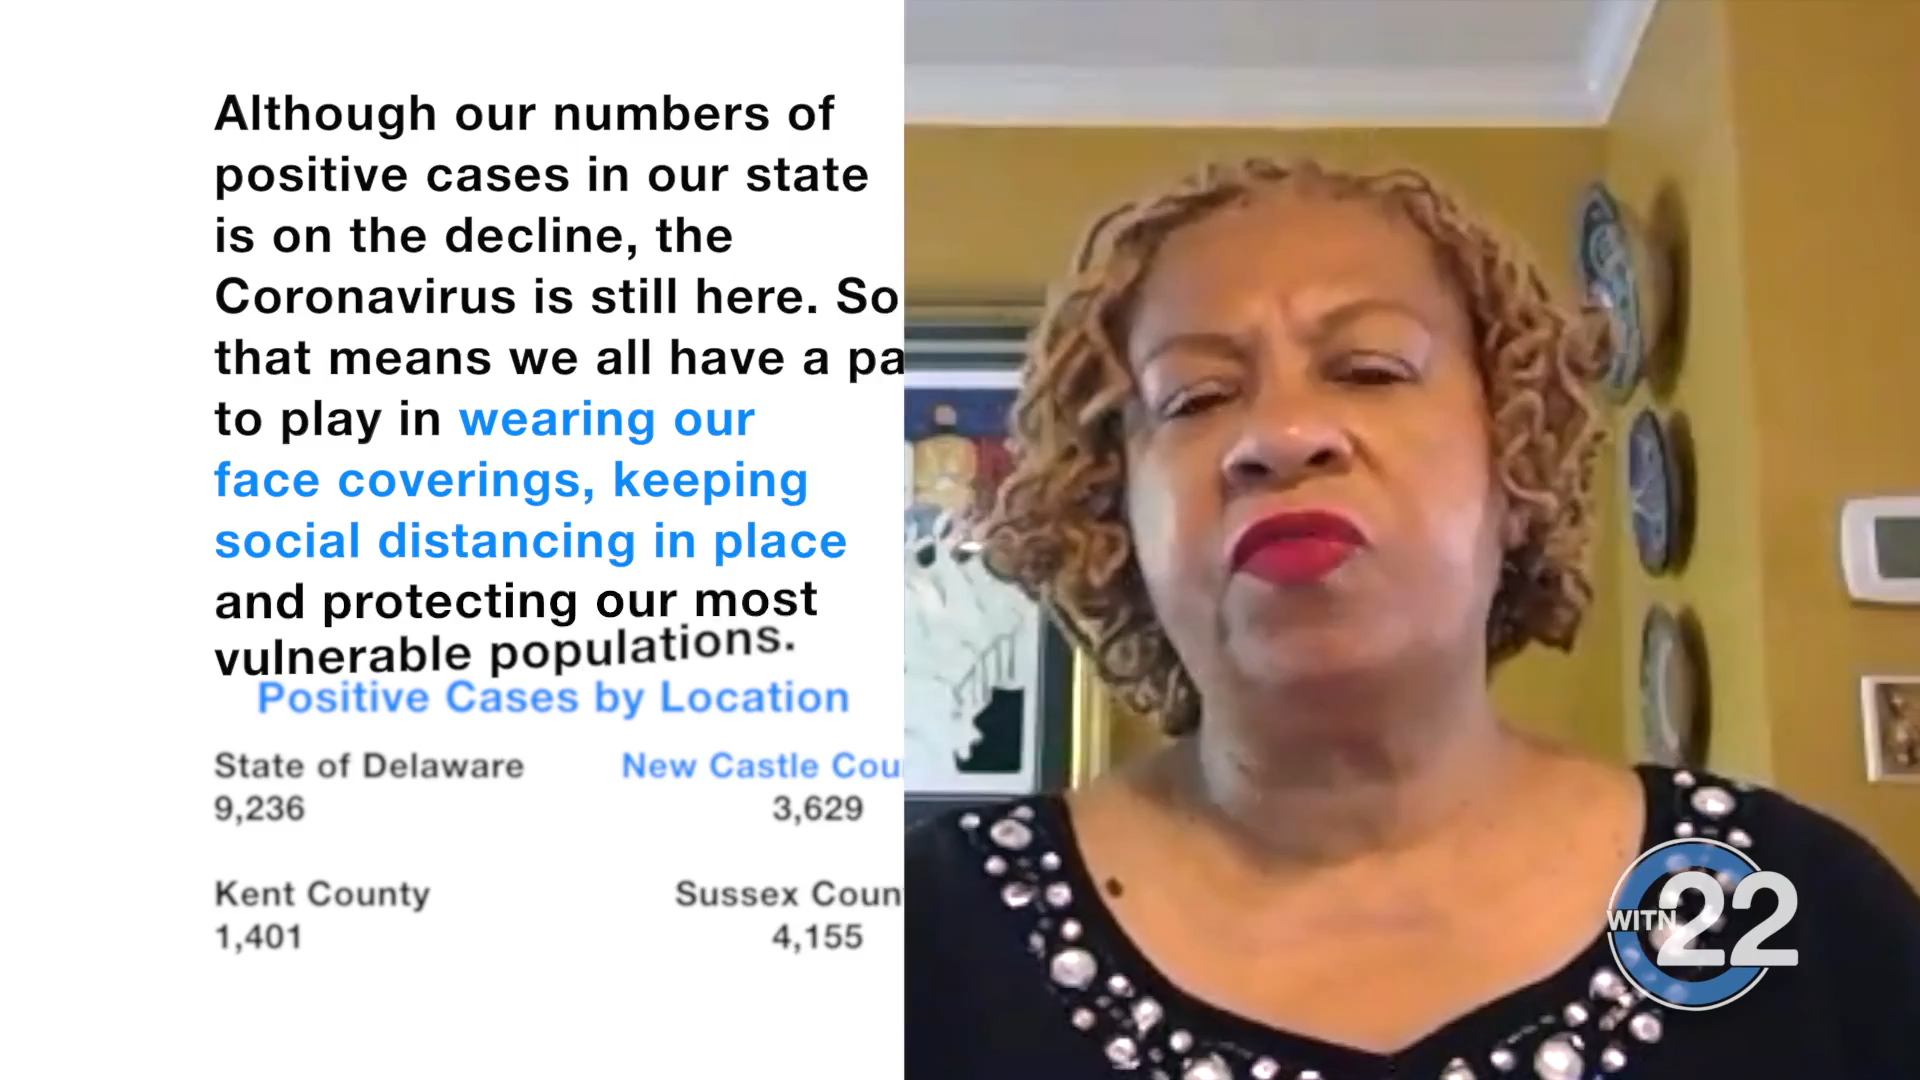 Although our numbers of
positive cases in our state
is on the decline, the
Coronavirus is still here. So
that means we all have a pa
to play in wearing our
face coverings, keeping
social distancing in place
and protecting our most
vulnerable populations.
Positive Cases by Location
State of Delaware New Castle Cou
9,236 3,629
Kent County Sussex Coun
1,401 4,155
WITN 22